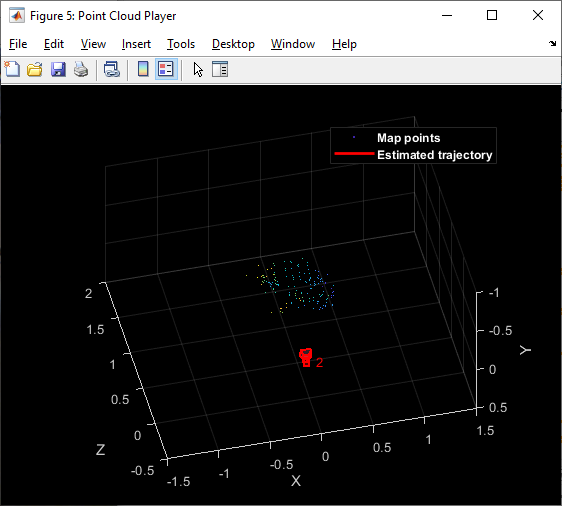 Figure 5: Point Cloud Player
File Edit View Insert Tools Desktop Window Help
Map points
Estimated trajectory
2
1.5
1
0.5
0
-0.5
Z
-1.5
-1
-0.5
0
0.5
1
1.5
X
-1
-0.5
0
0.5
Y
2